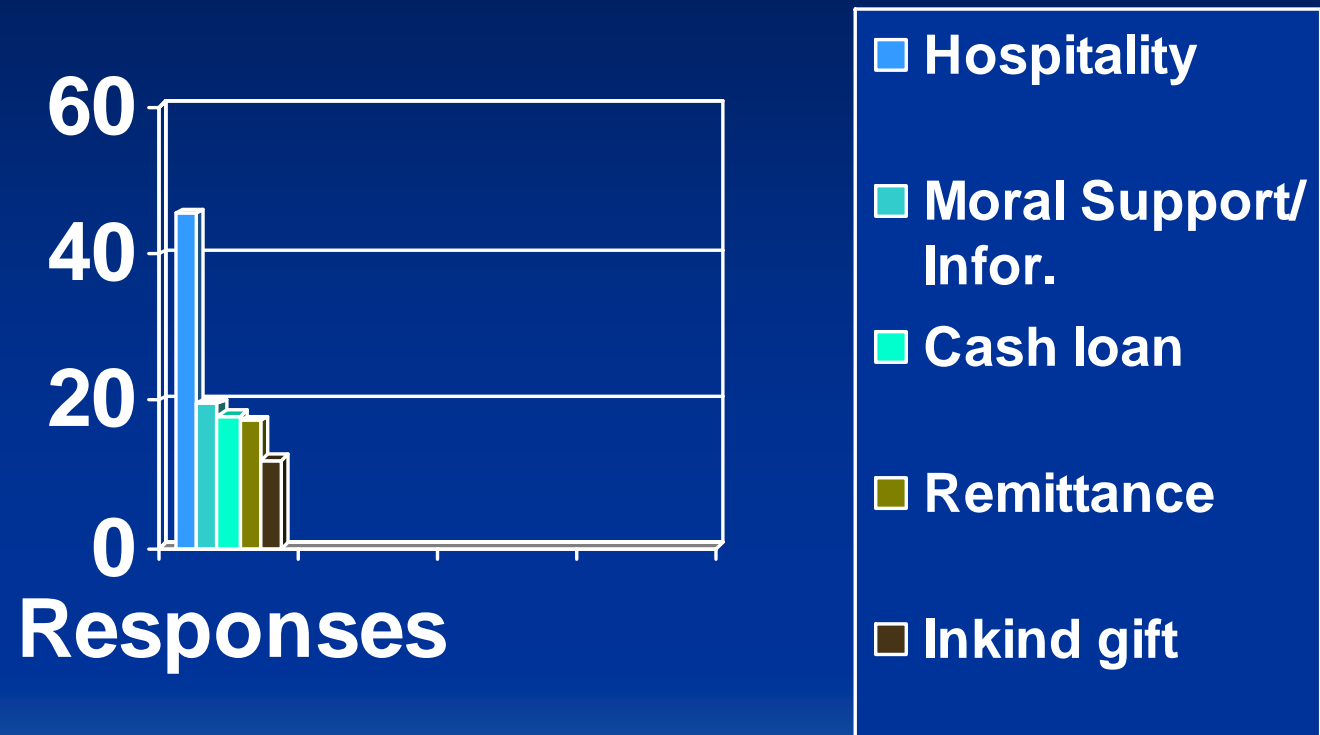 60
40
20
0
Responses
Hospitality
Moral Support/
Infor.
Cash loan
Remittance
Inkind gift